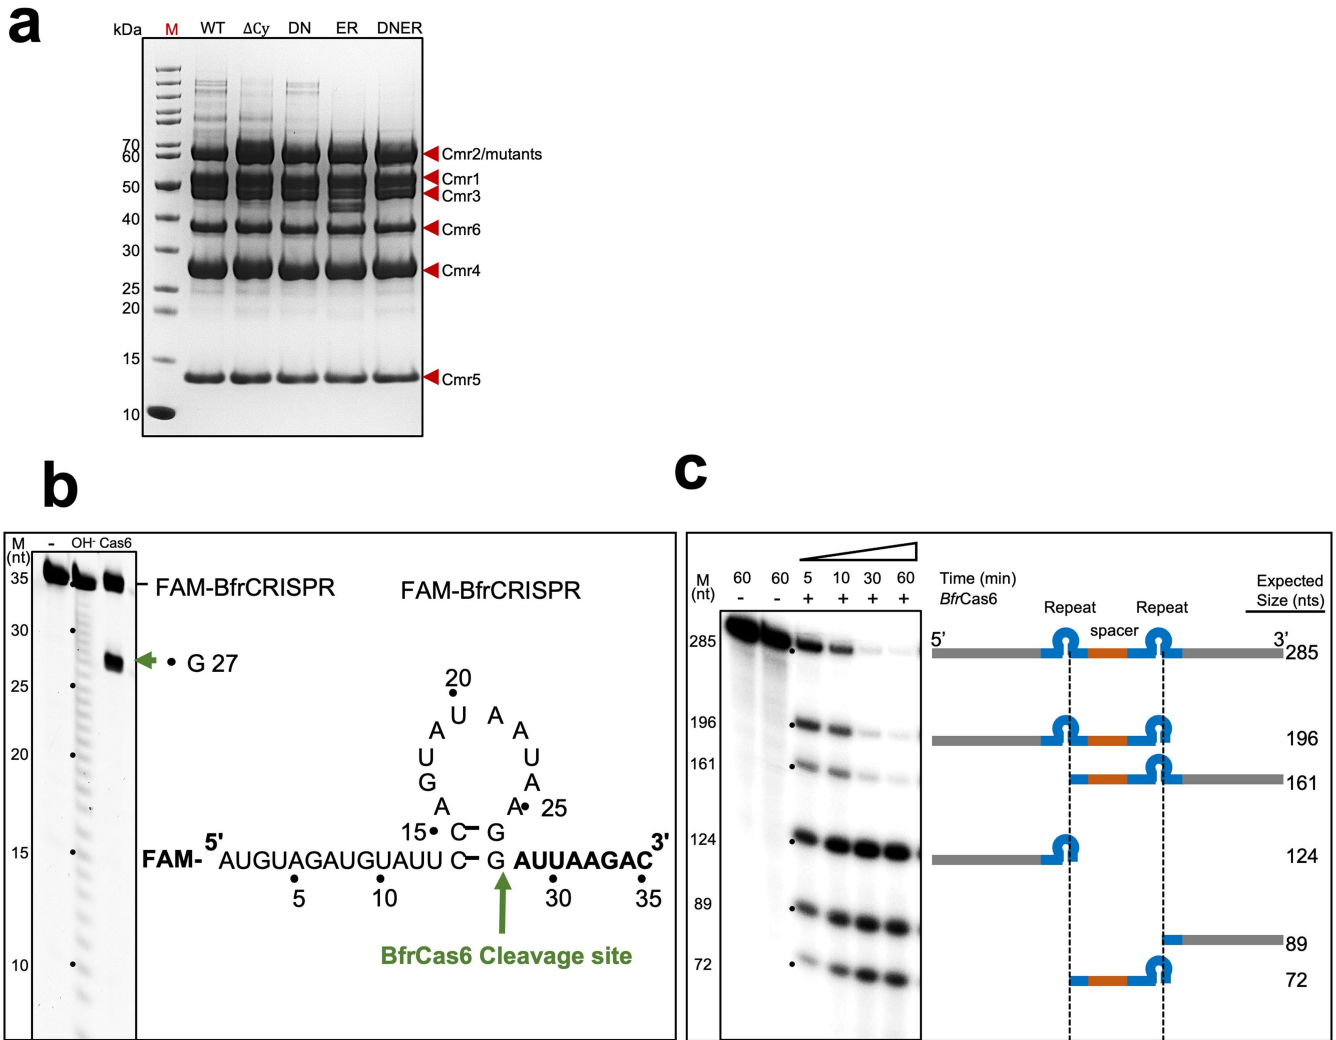 a
kDa M WT ΔCy DN ER DNER
70
60
50
40
30
25
20
15
10
Cmr2/mutants
Cmr1
Cmr3
Cmr6
Cmr4
Cmr5
b
M
(nt)
- OH- Cas6
35
30
25
20
15
10
FAM-BfrCRISPR
G 27
FAM-BfrCRISPR
20
U A
A A
U U
G A
A A 25
15 C G
FAM- 5' AUGUAGAUGUAUU C G AUUAAGAC 3'
5 10 30 35
BfrCas6 Cleavage site
c
M
(nt)
60 60 5 10 30 60 Time (min)
- - + + + + BfrCas6
285
196
161
124
89
72
Expected
Size (nts)
Repeat Repeat
spacer
5’ 3’
285
196
161
124
89
72